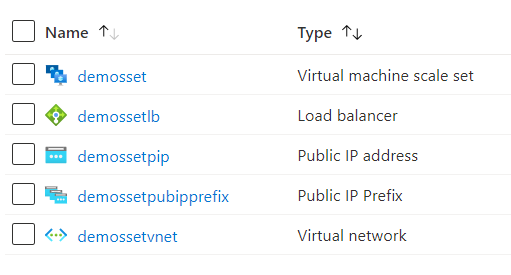 Name ↑↓ Type ↑↓
demosset Virtual machine scale set
demossetlb Load balancer
demossetpip Public IP address
demossetpubipprefix Public IP Prefix
demossetvnet Virtual network